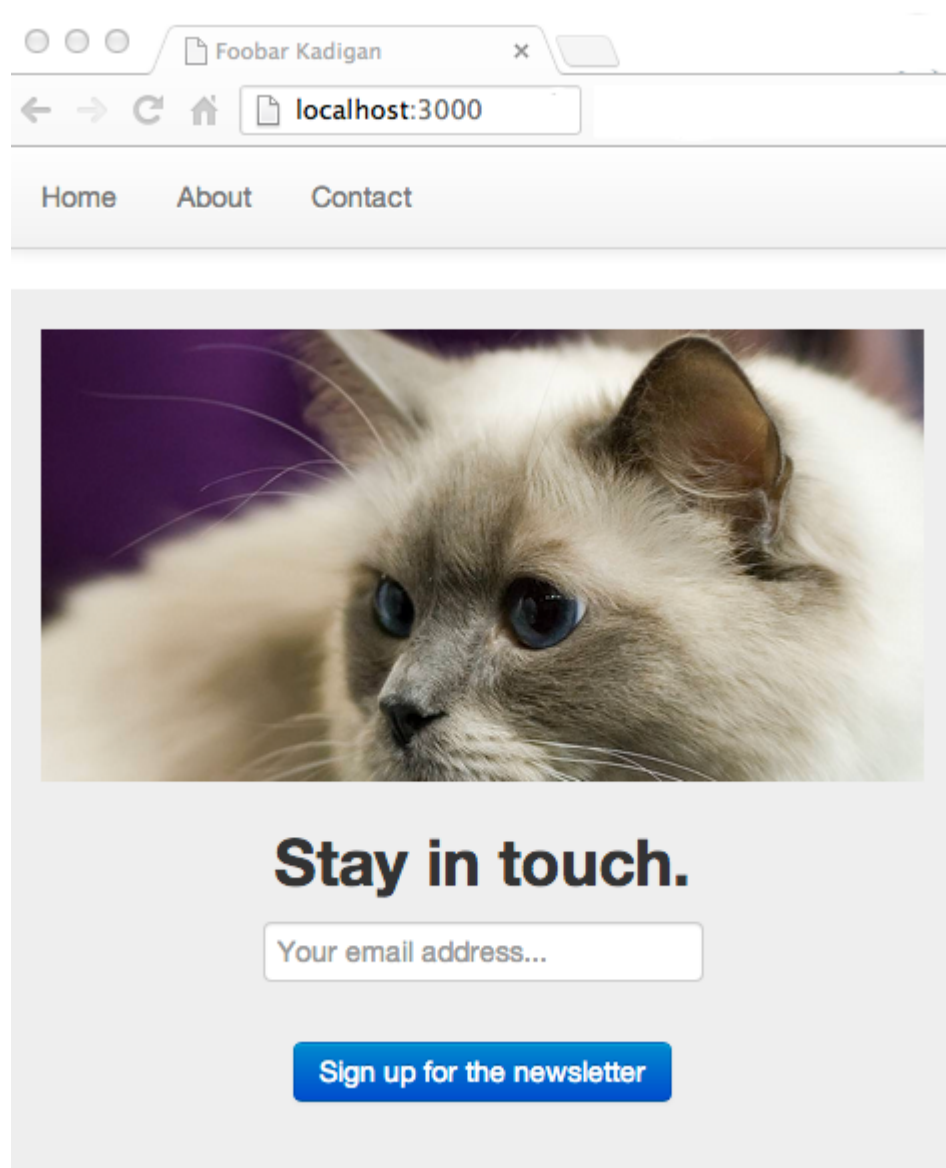 Foobar Kadigan
localhost:3000
Home About Contact
Stay in touch.
Your email address...
Sign up for the newsletter